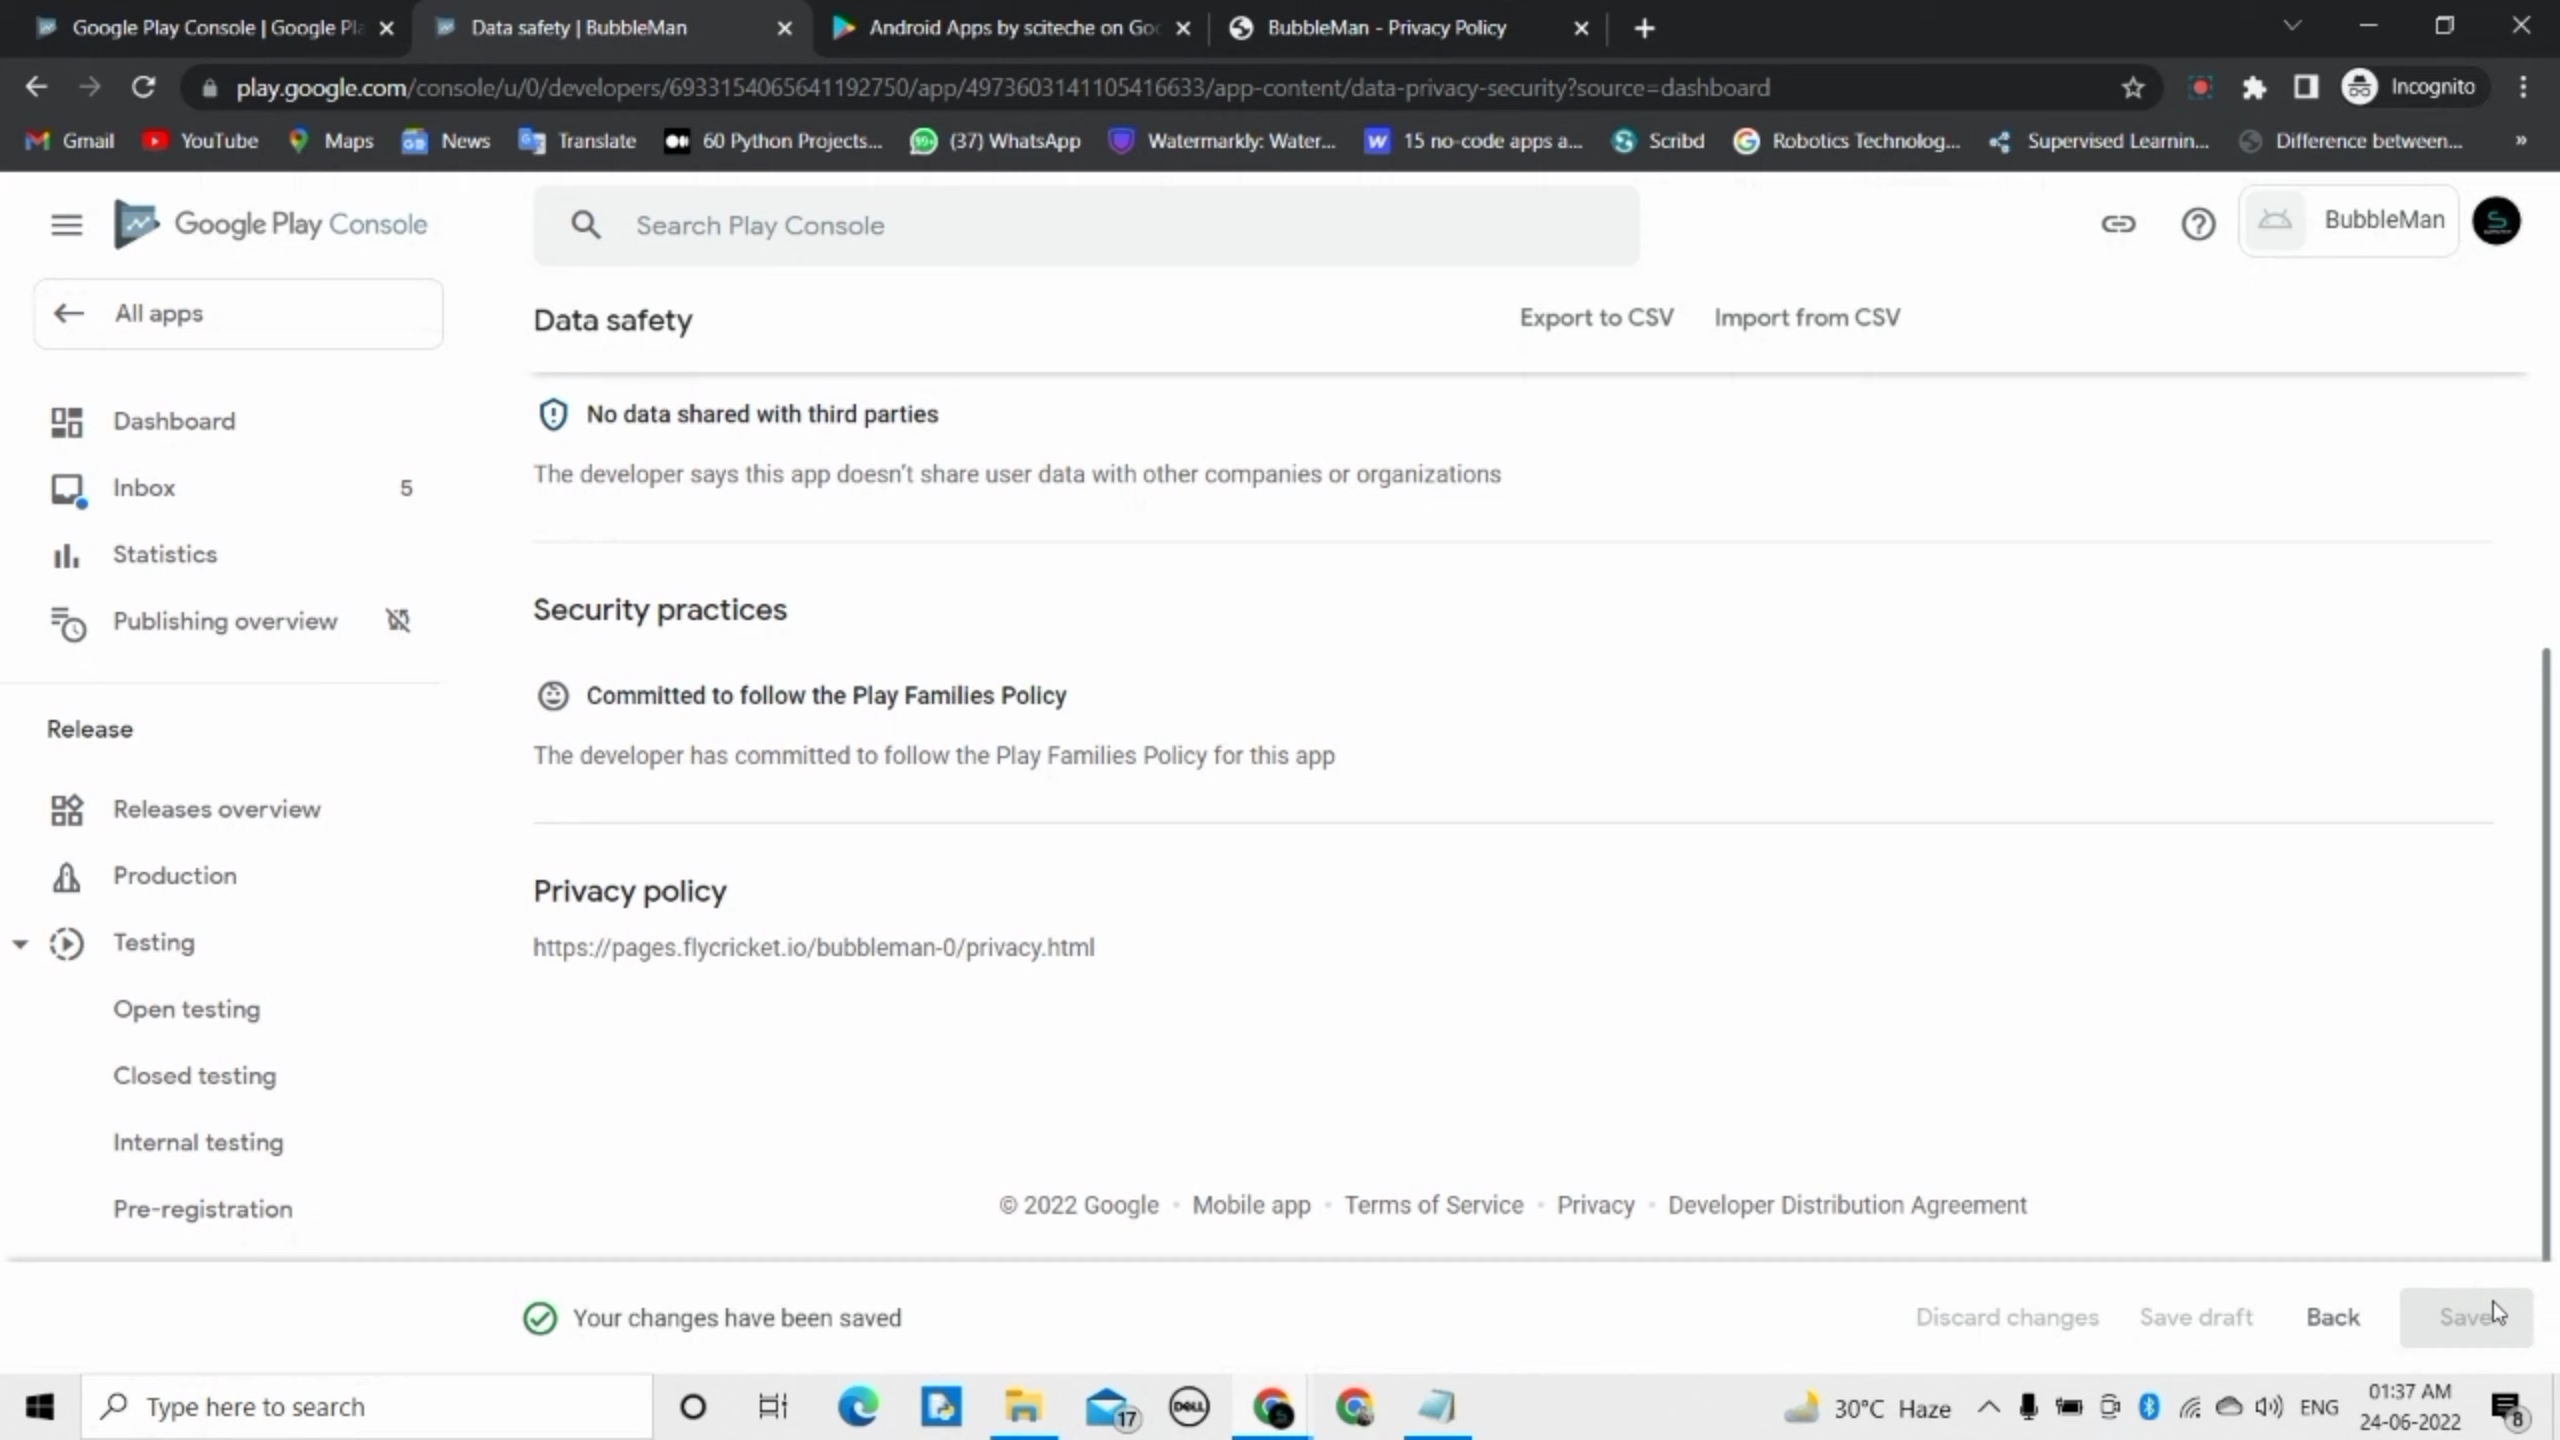 Google Play Console | Google Pla
Data safety | BubbleMan
Android Apps by sciteche on Goo
BubbleMan - Privacy Policy
play.google.com/console/u/0/developers/6933154065641192750/app/4973603141105416633/app-content/data-privacy-security?source=dashboard
Incognito
Gmail
YouTube
Maps
News
Translate
60 Python Projects...
(37) WhatsApp
Watermarkly: Water...
15 no-code apps a...
Scribd
Robotics Technolog...
Supervised Learnin...
Difference between...
»
Google Play Console
Search Play Console
BubbleMan
All apps
Data safety
Export to CSV
Import from CSV
Dashboard
Inbox
5
Statistics
Publishing overview
Release
Releases overview
Production
Testing
Open testing
Closed testing
Internal testing
Pre-registration
No data shared with third parties
The developer says this app doesn't share user data with other companies or organizations
Security practices
Committed to follow the Play Families Policy
The developer has committed to follow the Play Families Policy for this app
Privacy policy
https://pages.flycricket.io/bubbleman-0/privacy.html
© 2022 Google · Mobile app · Terms of Service · Privacy · Developer Distribution Agreement
Your changes have been saved
Discard changes
Save draft
Back
Save
Type here to search
17
DELL
30°C Haze
ENG
01:37 AM
24-06-2022
8